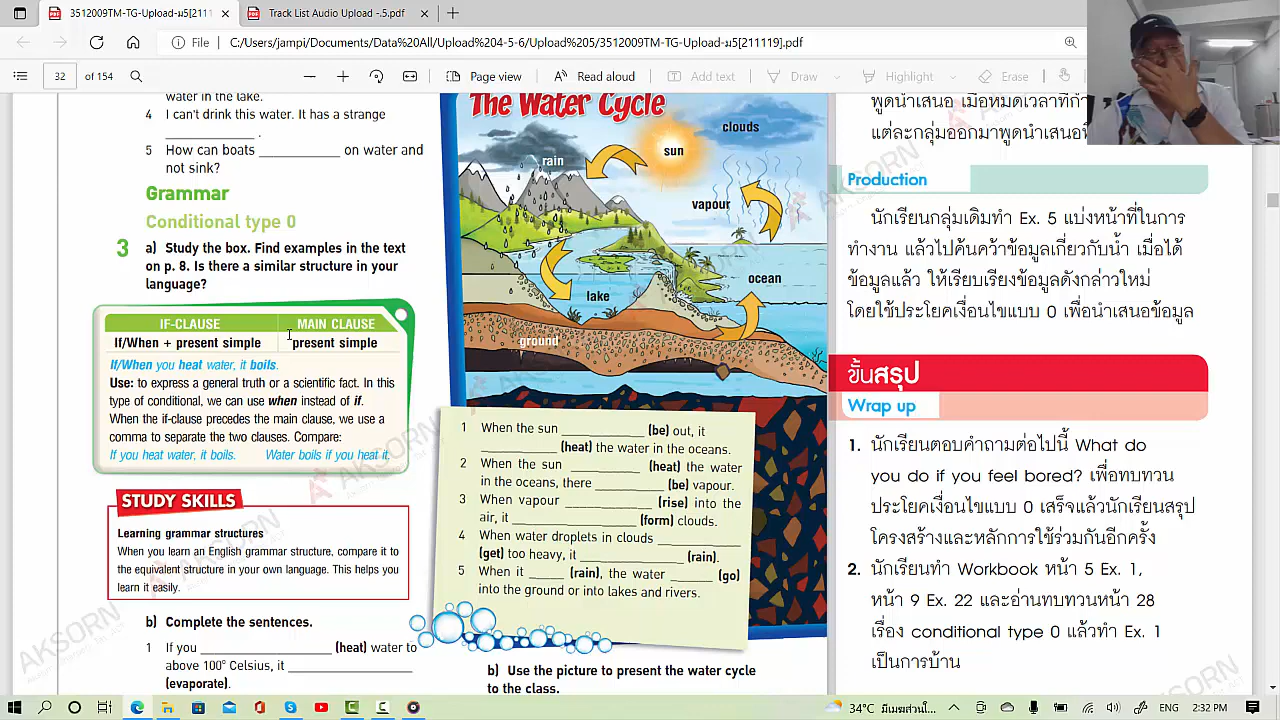 3512009TM-TG-Upload-ม5[2111
Track List Audio Upload -.5.pdf
File
C:/Users/jampi/Documents/Data%20All/Upload%204-5-6/Upload%205/3512009TM-TG-Upload-ม5[211119].pdf
32 of 154
Page view
Read aloud
Add text
Draw
Highlight
Erase
water in the lake.
4 I can't drink this water. It has a strange
____________ .
5 How can boats ____________ on water and
not sink?
Grammar
Conditional type 0
3 a) Study the box. Find examples in the text
on p. 8. Is there a similar structure in your
language?
IF-CLAUSE MAIN CLAUSE
If/When + present simple present simple
If/When you heat water, it boils.
Use: to express a general truth or a scientific fact. In this
type of conditional, we can use when instead of if.
When the if-clause precedes the main clause, we use a
comma to separate the two clauses. Compare:
If you heat water, it boils. Water boils if you heat it.
STUDY SKILLS
Learning grammar structures
When you learn an English grammar structure, compare it to
the equivalent structure in your own language. This helps you
learn it easily.
b) Complete the sentences.
1 If you ____________ (heat) water to
above 100° Celsius, it ____________
(evaporate).
The Water Cycle
clouds
sun
rain
vapour
ocean
lake
ground
1 When the sun ____________ (be) out, it
____________ (heat) the water in the oceans.
2 When the sun ____________ (heat) the water
in the oceans, there ____________ (be) vapour.
3 When vapour ____________ (rise) into the
air, it ____________ (form) clouds.
4 When water droplets in clouds ____________
(get) too heavy, it ____________ (rain).
5 When it _____ (rain), the water ______ (go)
into the ground or into lakes and rivers.
b) Use the picture to present the water cycle
to the class.
แต่ละกลุ่มออกมาพูดนำเสนอ
Production
นักเรียนกลุ่มเดิมทำ Ex. 5 แบ่งหน้าที่ในการ
ทำงาน แล้วไปค้นคว้าข้อมูลเกี่ยวกับน้ำ เมื่อได้
ข้อมูลแล้ว ให้เรียบเรียงข้อมูลดังกล่าวใหม่
โดยใช้ประโยคเงื่อนไขแบบ 0 เพื่อนำเสนอข้อมูล
ขั้นสรุป
Wrap up
1. นักเรียนตอบคำถามต่อไปนี้ What do
you do if you feel bored? เพื่อทบทวน
ประโยคเงื่อนไขแบบ 0 เสร็จแล้วนักเรียนสรุป
โครงสร้างและหลักการใช้ร่วมกันอีกครั้ง
2. นักเรียนทำ Workbook หน้า 5 Ex. 1,
หน้า 9 Ex. 22 และอ่านทบทวนหน้า 28
เรื่อง conditional type 0 แล้วทำ Ex. 1
เป็นการบ้าน
AKSORN
34°C มีเมฆส่วนใ...
ENG 2:32 PM